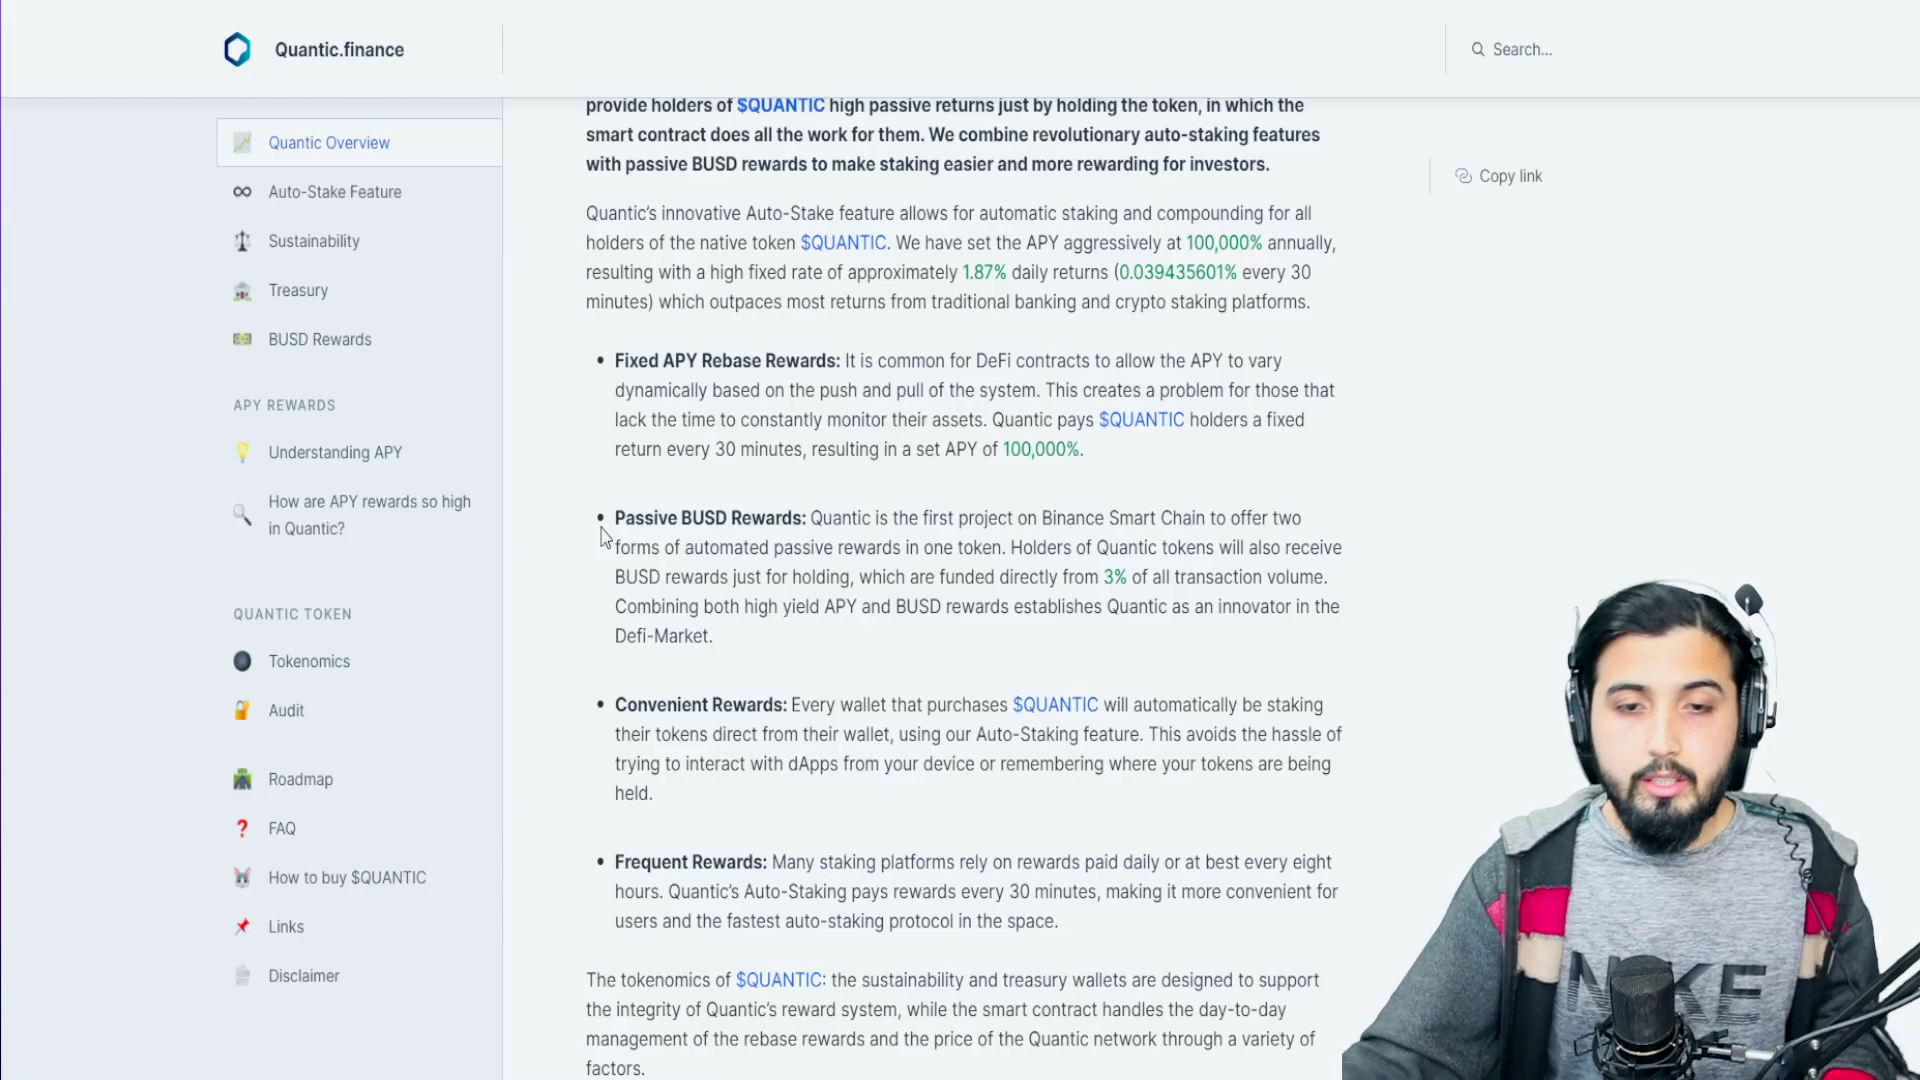 Quantic.finance
Search...
Quantic Overview
Auto-Stake Feature
Sustainability
Treasury
BUSD Rewards
APY REWARDS
Understanding APY
How are APY rewards so high
in Quantic?
QUANTIC TOKEN
Tokenomics
Audit
Roadmap
FAQ
How to buy $QUANTIC
Links
Disclaimer
provide holders of $QUANTIC high passive returns just by holding the token, in which the
smart contract does all the work for them. We combine revolutionary auto-staking features
with passive BUSD rewards to make staking easier and more rewarding for investors.
Quantic's innovative Auto-Stake feature allows for automatic staking and compounding for all
holders of the native token $QUANTIC. We have set the APY aggressively at 100,000% annually,
resulting with a high fixed rate of approximately 1.87% daily returns (0.039435601% every 30
minutes) which outpaces most returns from traditional banking and crypto staking platforms.
• Fixed APY Rebase Rewards: It is common for DeFi contracts to allow the APY to vary
dynamically based on the push and pull of the system. This creates a problem for those that
lack the time to constantly monitor their assets. Quantic pays $QUANTIC holders a fixed
return every 30 minutes, resulting in a set APY of 100,000%.
• Passive BUSD Rewards: Quantic is the first project on Binance Smart Chain to offer two
forms of automated passive rewards in one token. Holders of Quantic tokens will also receive
BUSD rewards just for holding, which are funded directly from 3% of all transaction volume.
Combining both high yield APY and BUSD rewards establishes Quantic as an innovator in the
Defi-Market.
• Convenient Rewards: Every wallet that purchases $QUANTIC will automatically be staking
their tokens direct from their wallet, using our Auto-Staking feature. This avoids the hassle of
trying to interact with dApps from your device or remembering where your tokens are being
held.
• Frequent Rewards: Many staking platforms rely on rewards paid daily or at best every eight
hours. Quantic's Auto-Staking pays rewards every 30 minutes, making it more convenient for
users and the fastest auto-staking protocol in the space.
The tokenomics of $QUANTIC: the sustainability and treasury wallets are designed to support
the integrity of Quantic's reward system, while the smart contract handles the day-to-day
management of the rebase rewards and the price of the Quantic network through a variety of
factors.
Copy link
NIKE